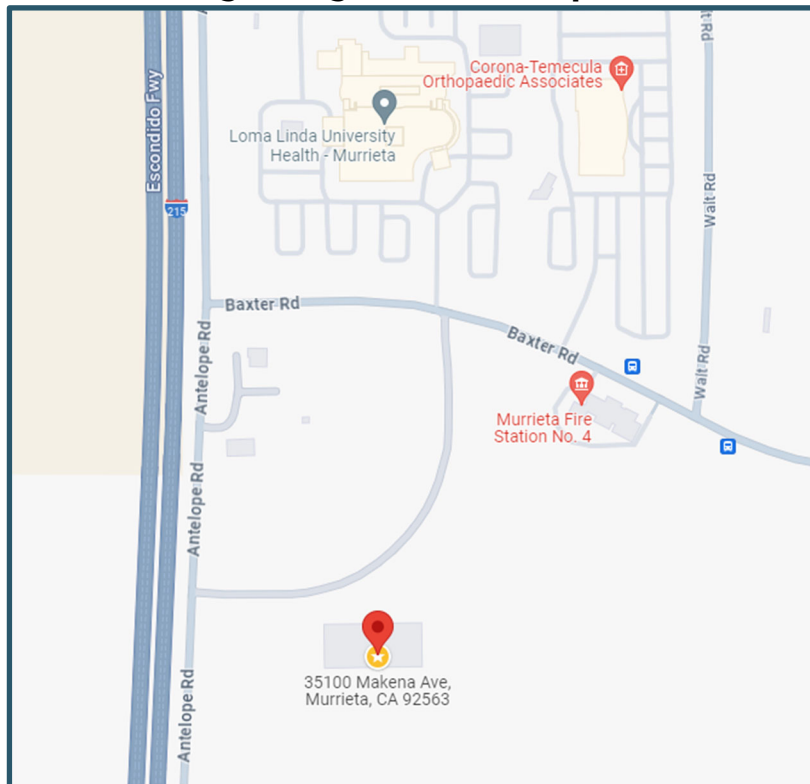 Escondido Fwy
215
Corona-Temecula
Orthopaedic Associates
Loma Linda University
Health - Murrieta
Walt Rd
Baxter Rd
Baxter Rd
Antelope Rd
Walt Rd
Murrieta Fire
Station No. 4
Antelope Rd
35100 Makena Ave,
Murrieta, CA 92563
Antelope Rd